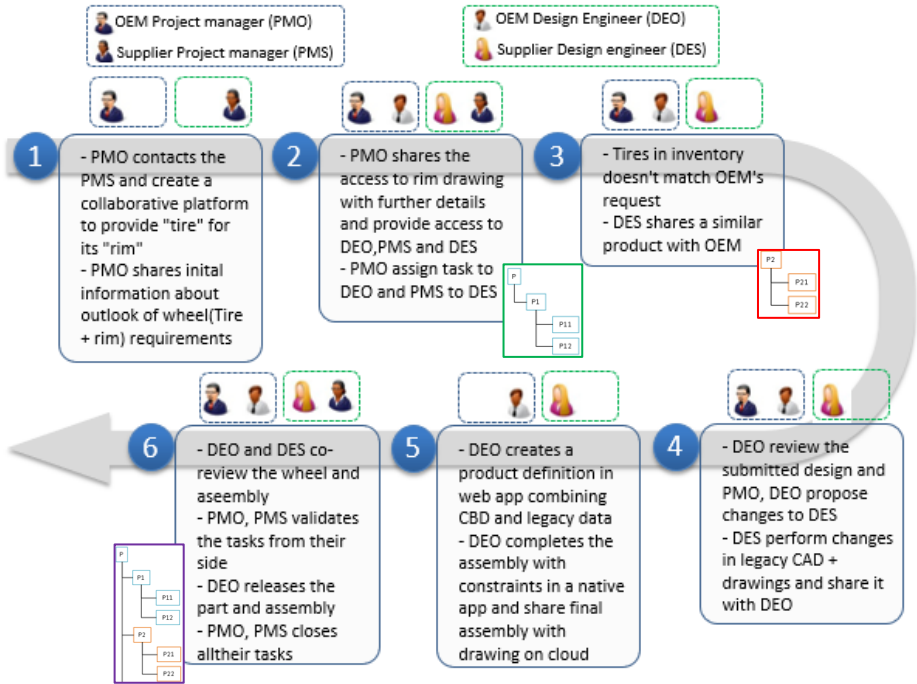 OEM Project manager (PMO)
Supplier Project manager (PMS)
OEM Design Engineer (DEO)
Supplier Design engineer (DES)
1
- PMO contacts the
PMS and create a
collaborative platform
to provide "tire" for
its "rim"
- PMO shares inital
information about
outlook of wheel(Tire
+ rim) requirements
2
- PMO shares the
access to rim drawing
with further details
and provide access to
DEO,PMS and DES
- PMO assign task to
DEO and PMS to DES
P
P1
P11
P12
3
- Tires in inventory
doesn't match OEM's
request
- DES shares a similar
product with OEM
P2
P21
P22
4
- DEO review the
submitted design and
PMO, DEO propose
changes to DES
- DES perform changes
in legacy CAD +
drawings and share it
with DEO
5
- DEO creates a
product definition in
web app combining
CBD and legacy data
- DEO completes the
assembly with
constraints in a native
app and share final
assembly with
drawing on cloud
6
- DEO and DES co-
review the wheel and
aseembly
- PMO, PMS validates
the tasks from their
side
- DEO releases the
part and assembly
- PMO, PMS closes
alltheir tasks
P
P1
P11
P12
P2
P21
P22